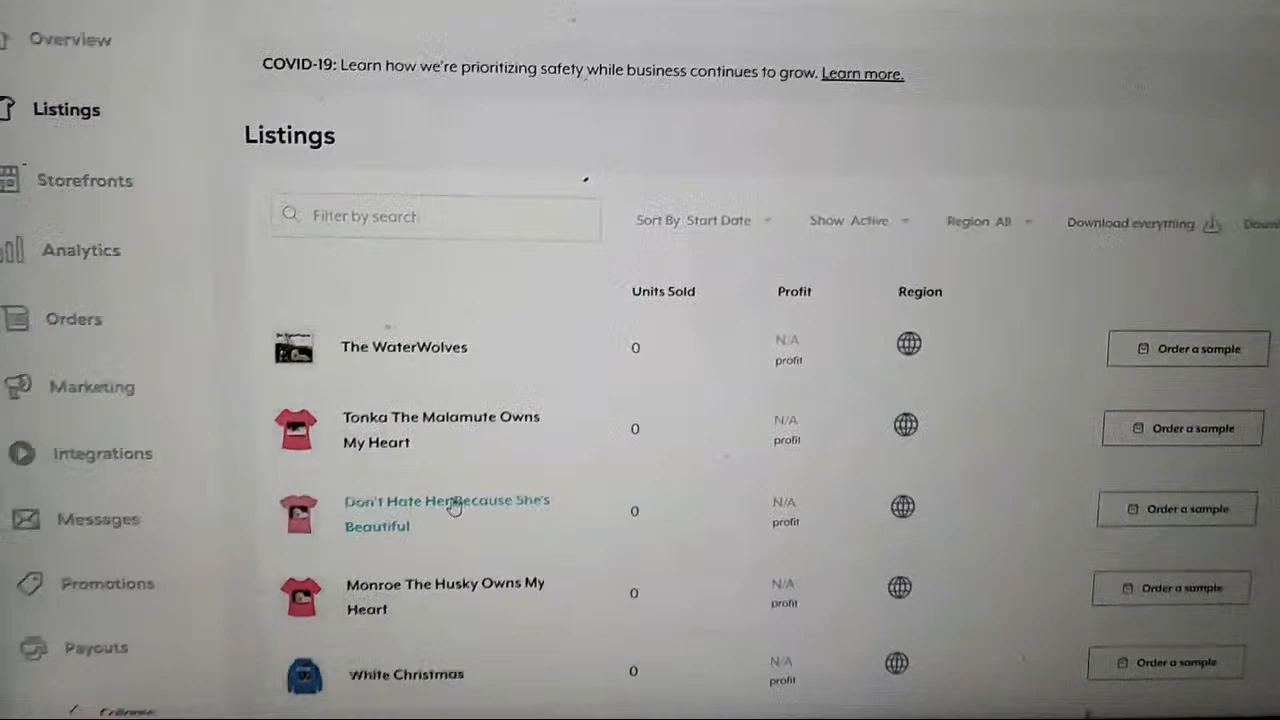 Overview
COVID-19: Learn how we're prioritizing safety while business continues to grow. Learn more.
Listings
Listings
Storefronts
Filter by search
Sort By Start Date
Show Active
Region All
Download everything
Analytics
Units Sold
Profit
Region
Orders
The WaterWolves
0
N/A
profit
Order a sample
Marketing
Tonka The Malamute Owns
My Heart
0
N/A
profit
Order a sample
Integrations
Don't Hate Her Because She's
Beautiful
0
N/A
profit
Order a sample
Messages
Monroe The Husky Owns My
Heart
0
N/A
profit
Order a sample
Promotions
Payouts
White Christmas
0
N/A
profit
Order a sample